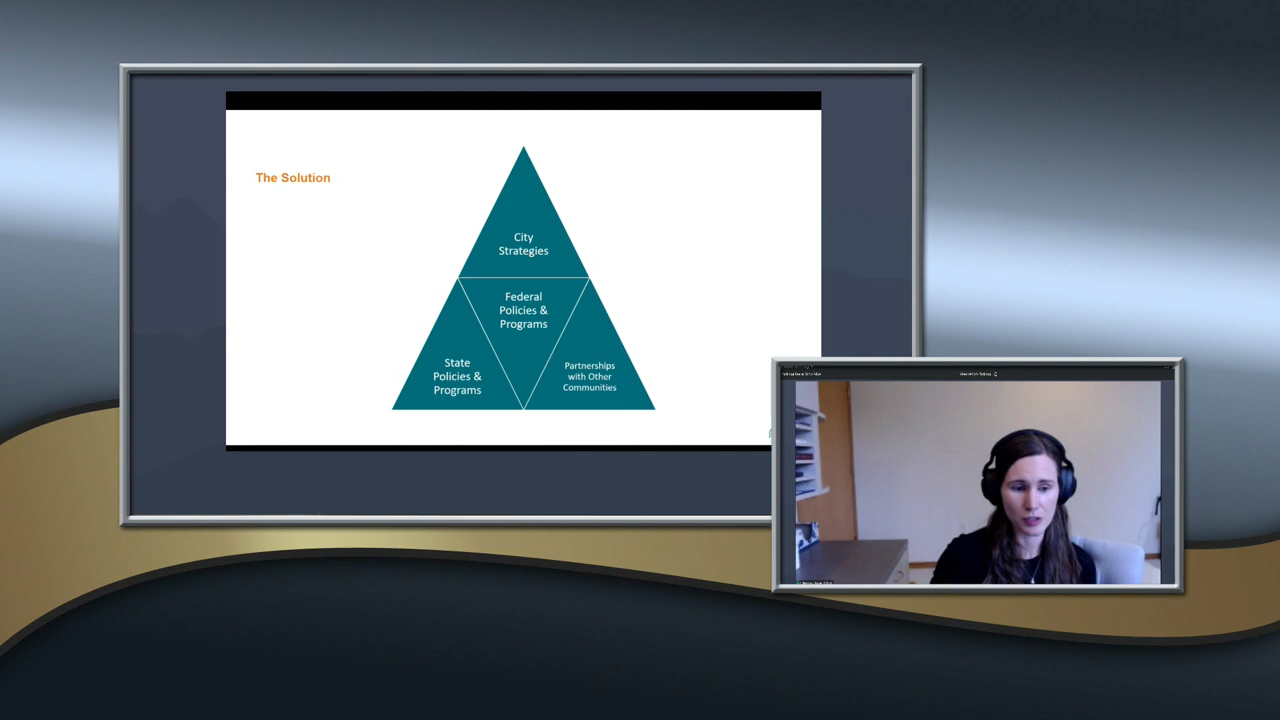 The Solution
City
Strategies
Federal
Policies &
Programs
State
Policies &
Programs
Partnerships
with Other
Communities